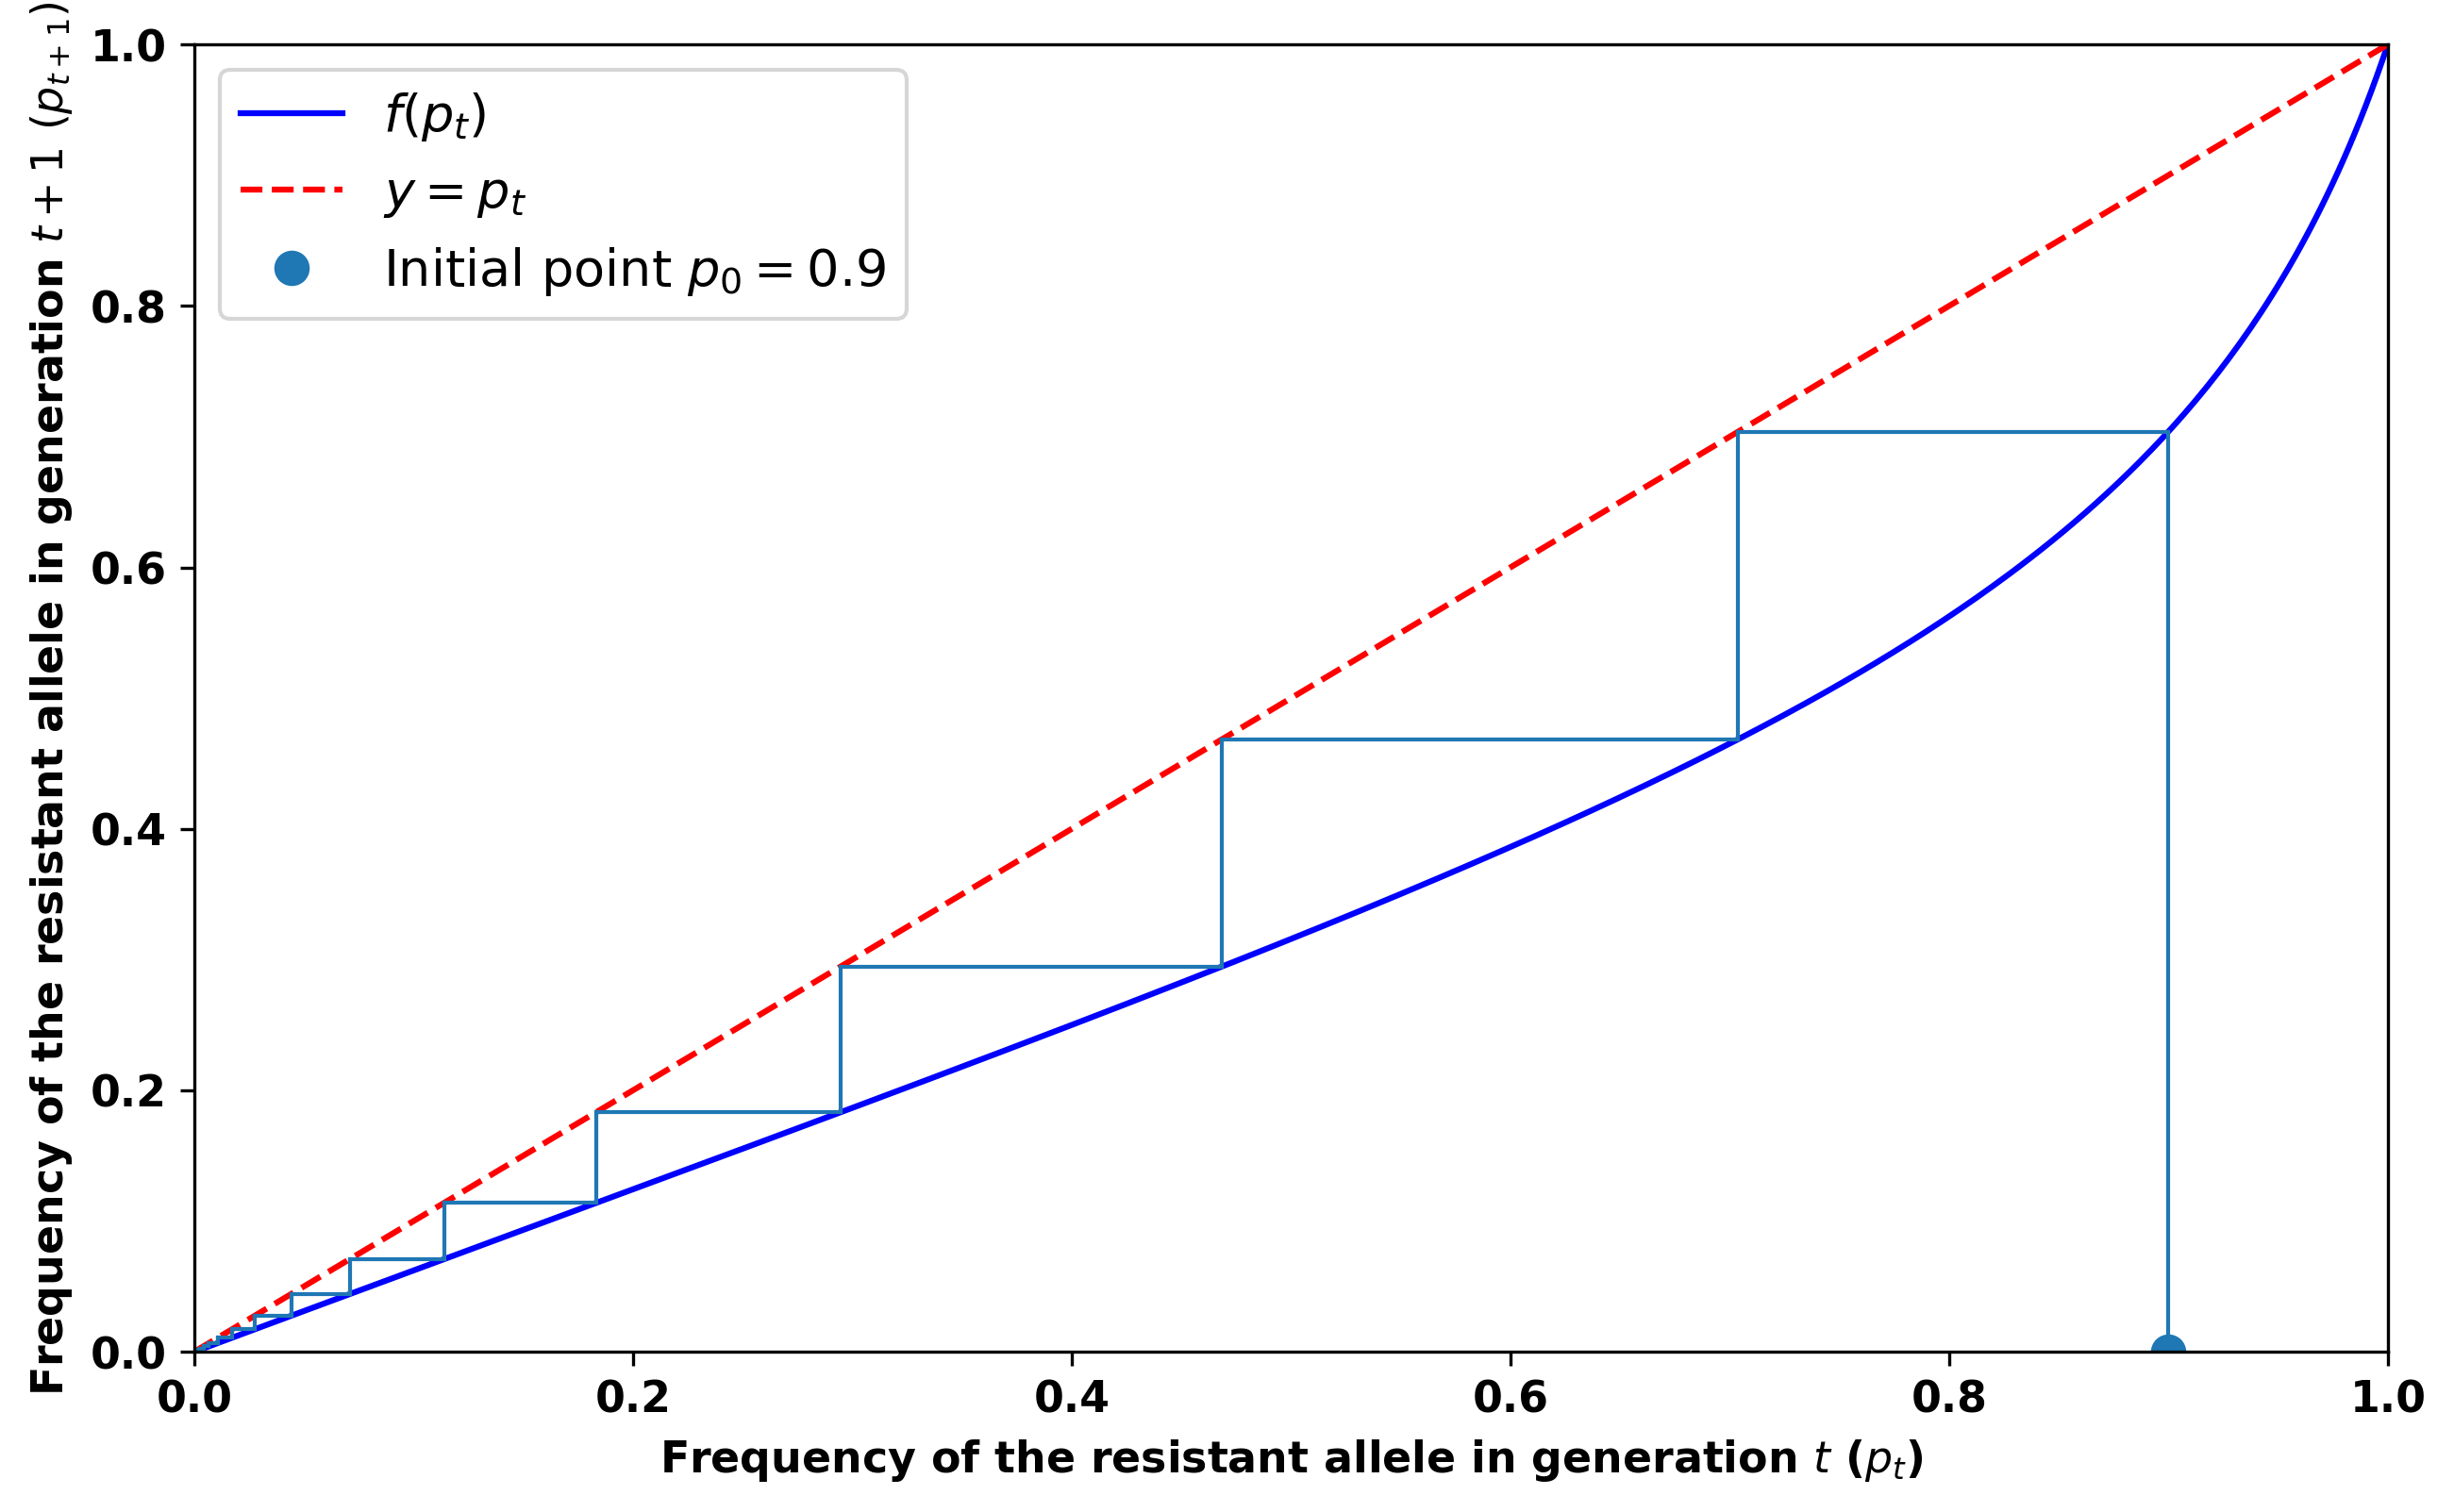 Frequency of the resistant allele in generation t + 1 (pₜ₊₁)
1.0
0.8
0.6
0.4
0.2
0.0
f(pₜ)
y = pₜ
Initial point p₀ = 0.9
0.0 0.2 0.4 0.6 0.8 1.0
Frequency of the resistant allele in generation t (pₜ)